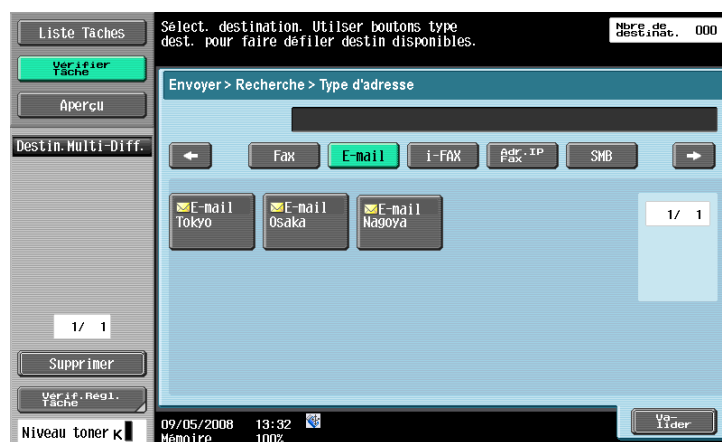 Liste Tâches
Vérifier
Tâche
Aperçu
Destin.Multi-Diff.
1/ 1
Supprimer
Vérif.Régl.
Tâche
Niveau toner K
Sélect. destination. Utilser boutons type
dest. pour faire défiler destin disponibles.
Nbre de
destinat. 000
Envoyer > Recherche > Type d'adresse
Fax
E-mail
i-FAX
Adr.IP
Fax
SMB
E-mail
Tokyo
E-mail
Osaka
E-mail
Nagoya
1/ 1
09/05/2008 13:32
Mémoire 100%
Va-
lider